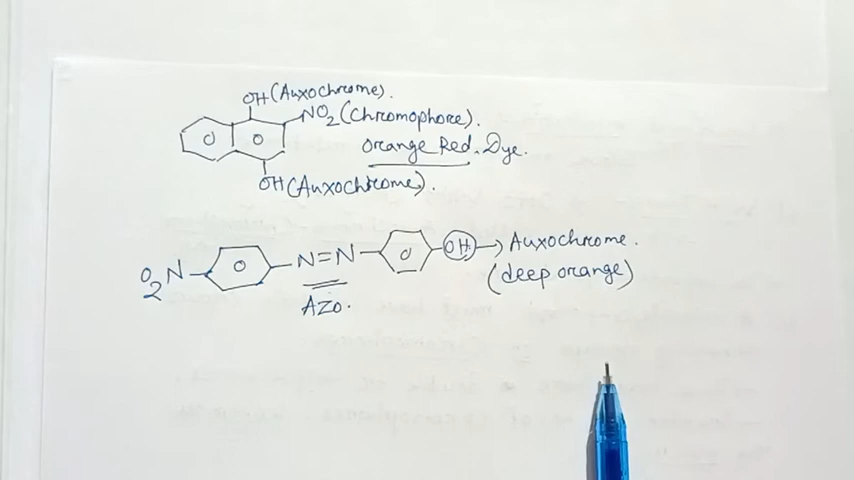 OH (Auxochrome).
NO2 (Chromophore).
Orange Red. Dye.
OH (Auxochrome).
O2N N=N OH → Auxochrome.
(deep orange)
Azo.